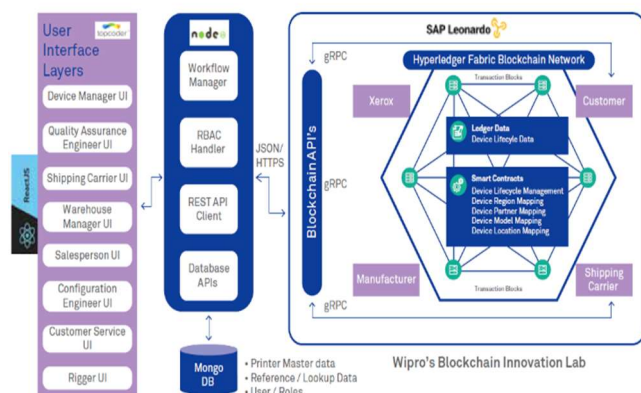 User
Interface
Layers
topcoder
Device Manager UI
Quality Assurance
Engineer UI
Shipping Carrier UI
Warehouse
Manager UI
Salesperson UI
Configuration
Engineer UI
Customer Service
UI
Rigger UI
ReactJS
node
Workflow
Manager
RBAC
Handler
REST API
Client
Database
APIs
Mongo
DB
• Printer Master data
• Reference / Lookup Data
• User / Roles
JSON/
HTTPS
Blockchain API's
gRPC
gRPC
gRPC
SAP Leonardo
Hyperledger Fabric Blockchain Network
Transaction Blocks
Xerox
Customer
Ledger Data
Device Lifecyle Data
Smart Contracts
Device Lifecycle Management
Device Region Mapping
Device Partner Mapping
Device Model Mapping
Device Location Mapping
Manufacturer
Shipping
Carrier
Transaction Blocks
Wipro's Blockchain Innovation Lab